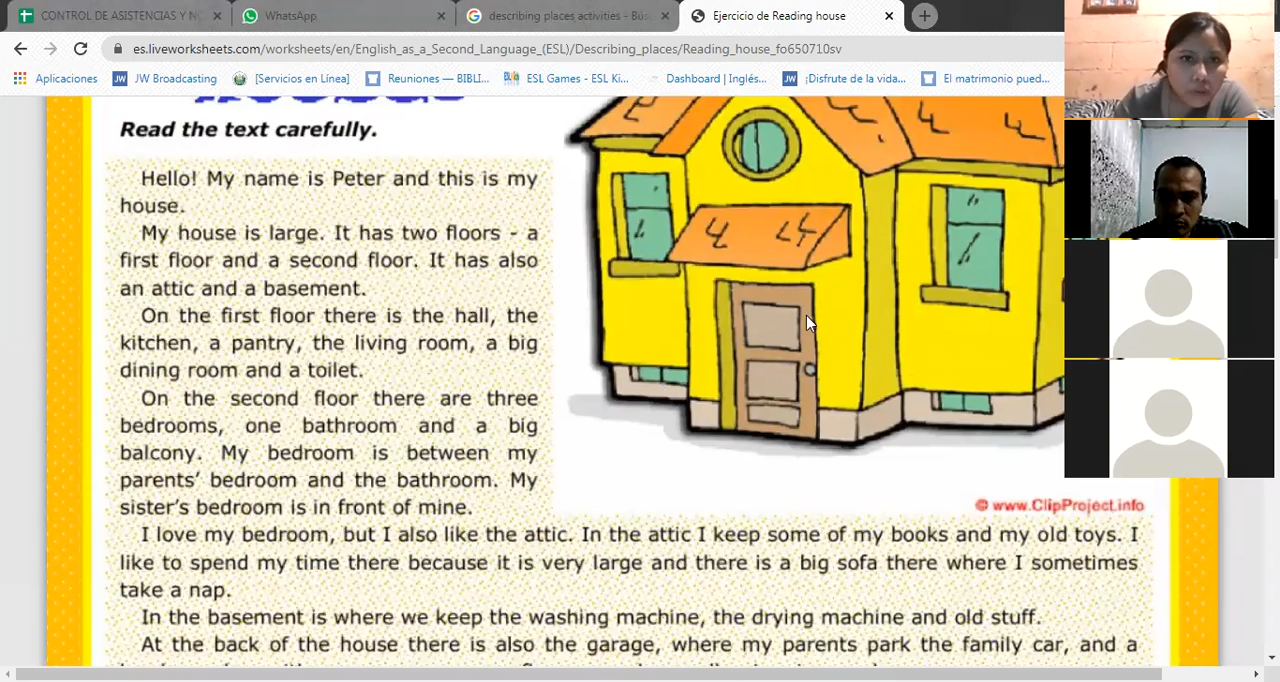 CONTROL DE ASISTENCIAS Y N
WhatsApp
describing places activities - Bús
Ejercicio de Reading house
es.liveworksheets.com/worksheets/en/English_as_a_Second_Language_(ESL)/Describing_places/Reading_house_fo650710sv
Aplicaciones
JW Broadcasting
[Servicios en Línea]
Reuniones — BIBLI...
ESL Games - ESL Ki...
Dashboard | Inglés...
¡Disfrute de la vida...
El matrimonio pued...
Read the text carefully.
Hello! My name is Peter and this is my
house.
My house is large. It has two floors - a
first floor and a second floor. It has also
an attic and a basement.
On the first floor there is the hall, the
kitchen, a pantry, the living room, a big
dining room and a toilet.
On the second floor there are three
bedrooms, one bathroom and a big
balcony. My bedroom is between my
parents' bedroom and the bathroom. My
sister's bedroom is in front of mine.
© www.ClipProject.info
I love my bedroom, but I also like the attic. In the attic I keep some of my books and my old toys. I
like to spend my time there because it is very large and there is a big sofa there where I sometimes
take a nap.
In the basement is where we keep the washing machine, the drying machine and old stuff.
At the back of the house there is also the garage, where my parents park the family car, and a